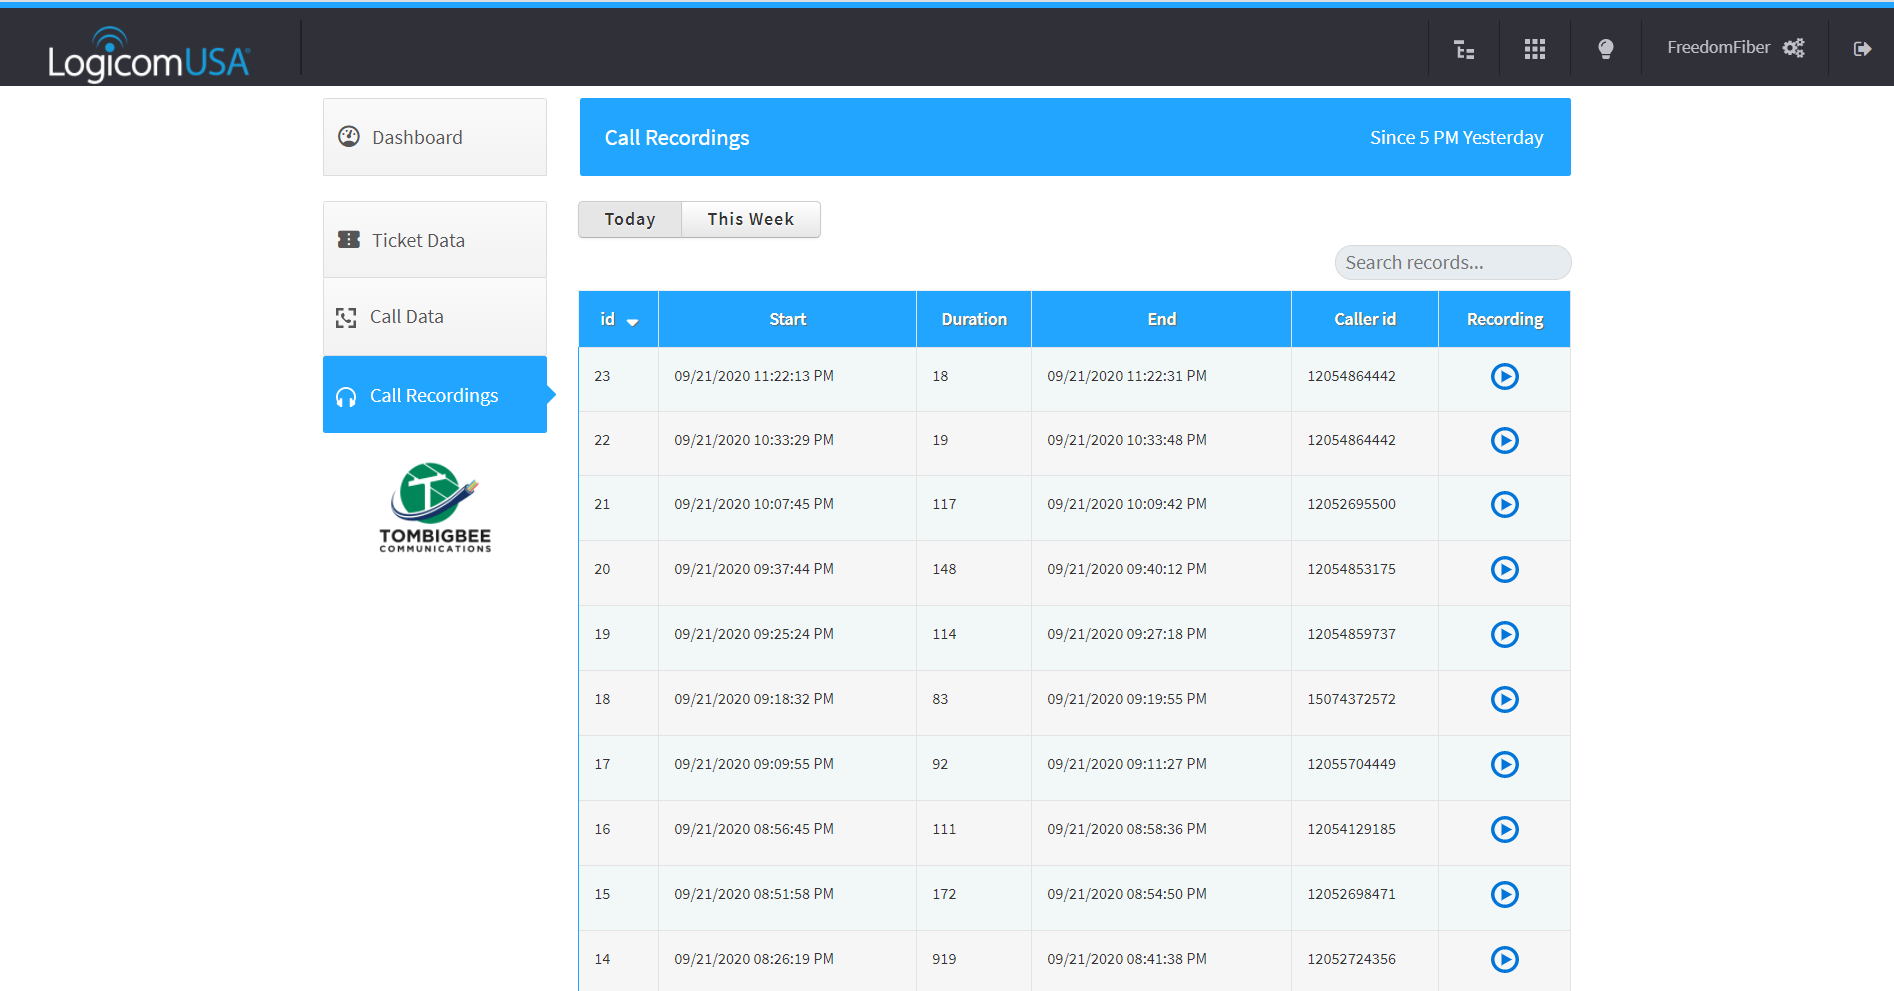 LogicomUSA
FreedomFiber
Dashboard
Ticket Data
Call Data
Call Recordings
TOMBIGBEE
COMMUNICATIONS
Call Recordings Since 5 PM Yesterday
Today This Week
Search records...
id Start Duration End Caller id Recording
23 09/21/2020 11:22:13 PM 18 09/21/2020 11:22:31 PM 12054864442
22 09/21/2020 10:33:29 PM 19 09/21/2020 10:33:48 PM 12054864442
21 09/21/2020 10:07:45 PM 117 09/21/2020 10:09:42 PM 12052695500
20 09/21/2020 09:37:44 PM 148 09/21/2020 09:40:12 PM 12054853175
19 09/21/2020 09:25:24 PM 114 09/21/2020 09:27:18 PM 12054859737
18 09/21/2020 09:18:32 PM 83 09/21/2020 09:19:55 PM 15074372572
17 09/21/2020 09:09:55 PM 92 09/21/2020 09:11:27 PM 12055704449
16 09/21/2020 08:56:45 PM 111 09/21/2020 08:58:36 PM 12054129185
15 09/21/2020 08:51:58 PM 172 09/21/2020 08:54:50 PM 12052698471
14 09/21/2020 08:26:19 PM 919 09/21/2020 08:41:38 PM 12052724356